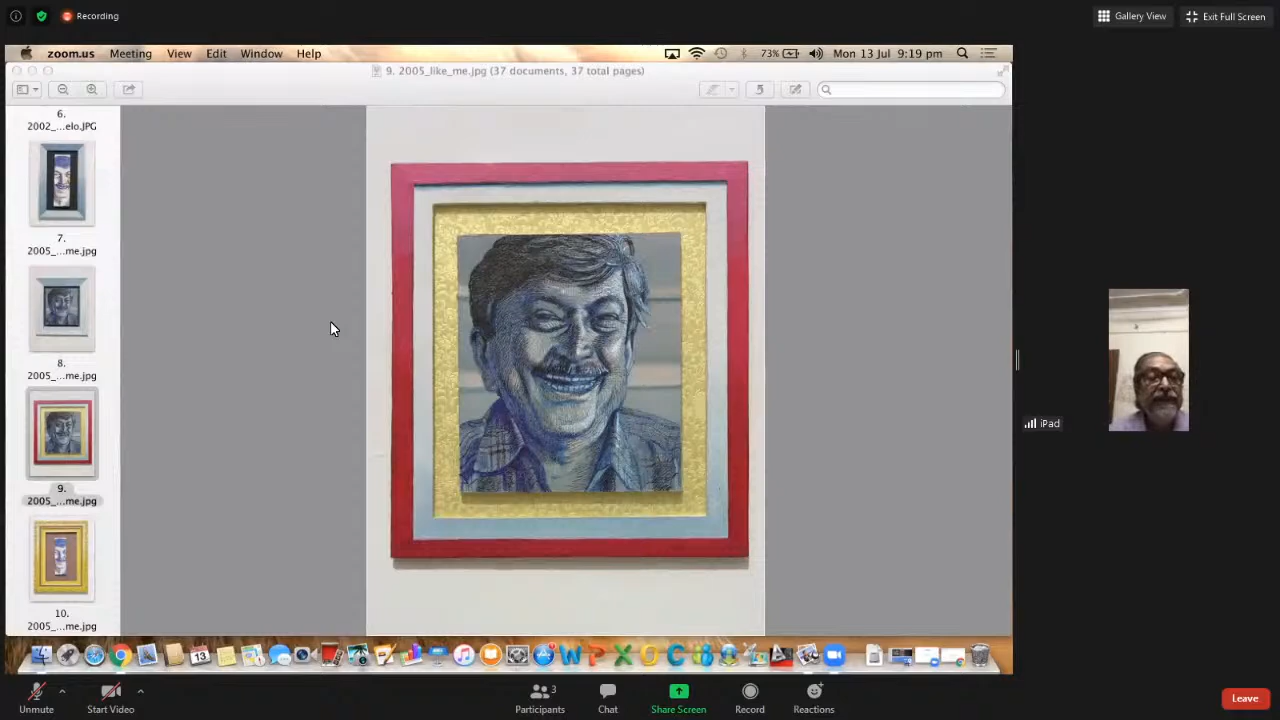 Recording
Gallery View
Exit Full Screen
zoom.us Meeting View Edit Window Help
73%
Mon 13 Jul 9:19 pm
9. 2005_like_me.jpg (37 documents, 37 total pages)
6.
2002_...elo.JPG
7.
2005_...me.jpg
8.
2005_...me.jpg
9.
2005_...me.jpg
10.
2005_...me.jpg
iPad
13
Unmute
Start Video
3
Participants
Chat
Share Screen
Record
Reactions
Leave